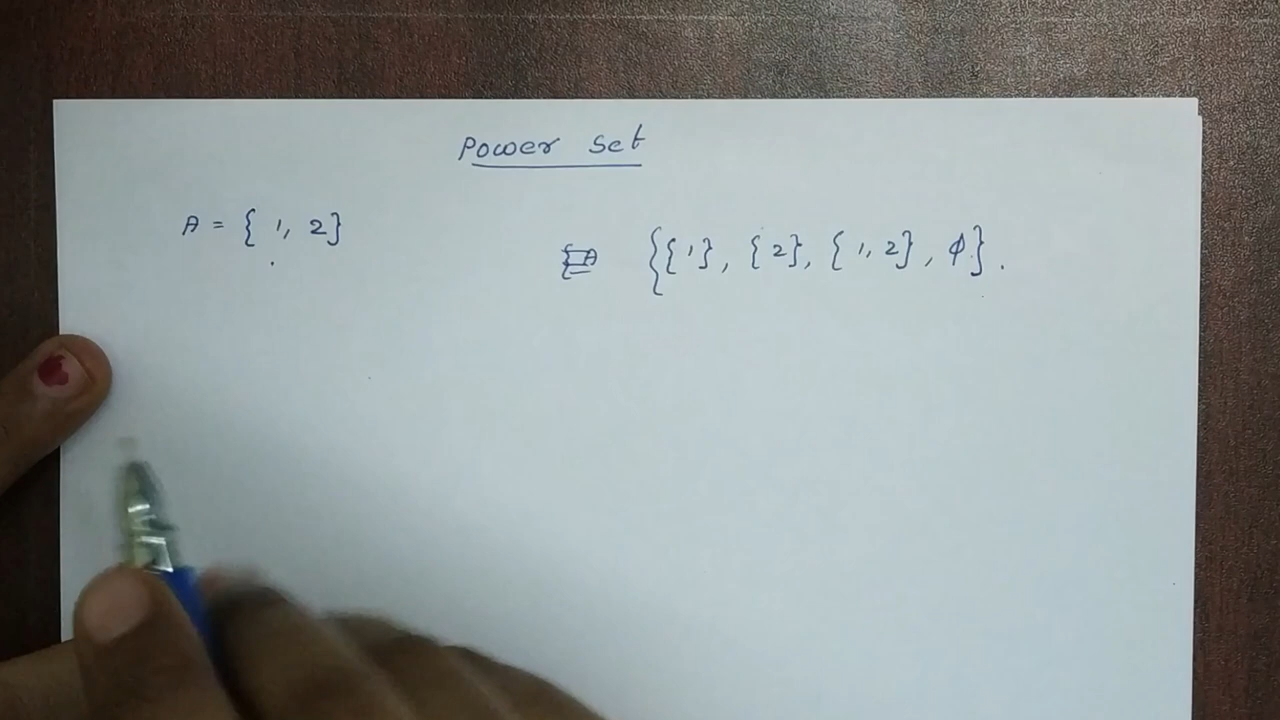 Power Set
A = { 1, 2}
{{1}, {2}, {1, 2}, ϕ}.